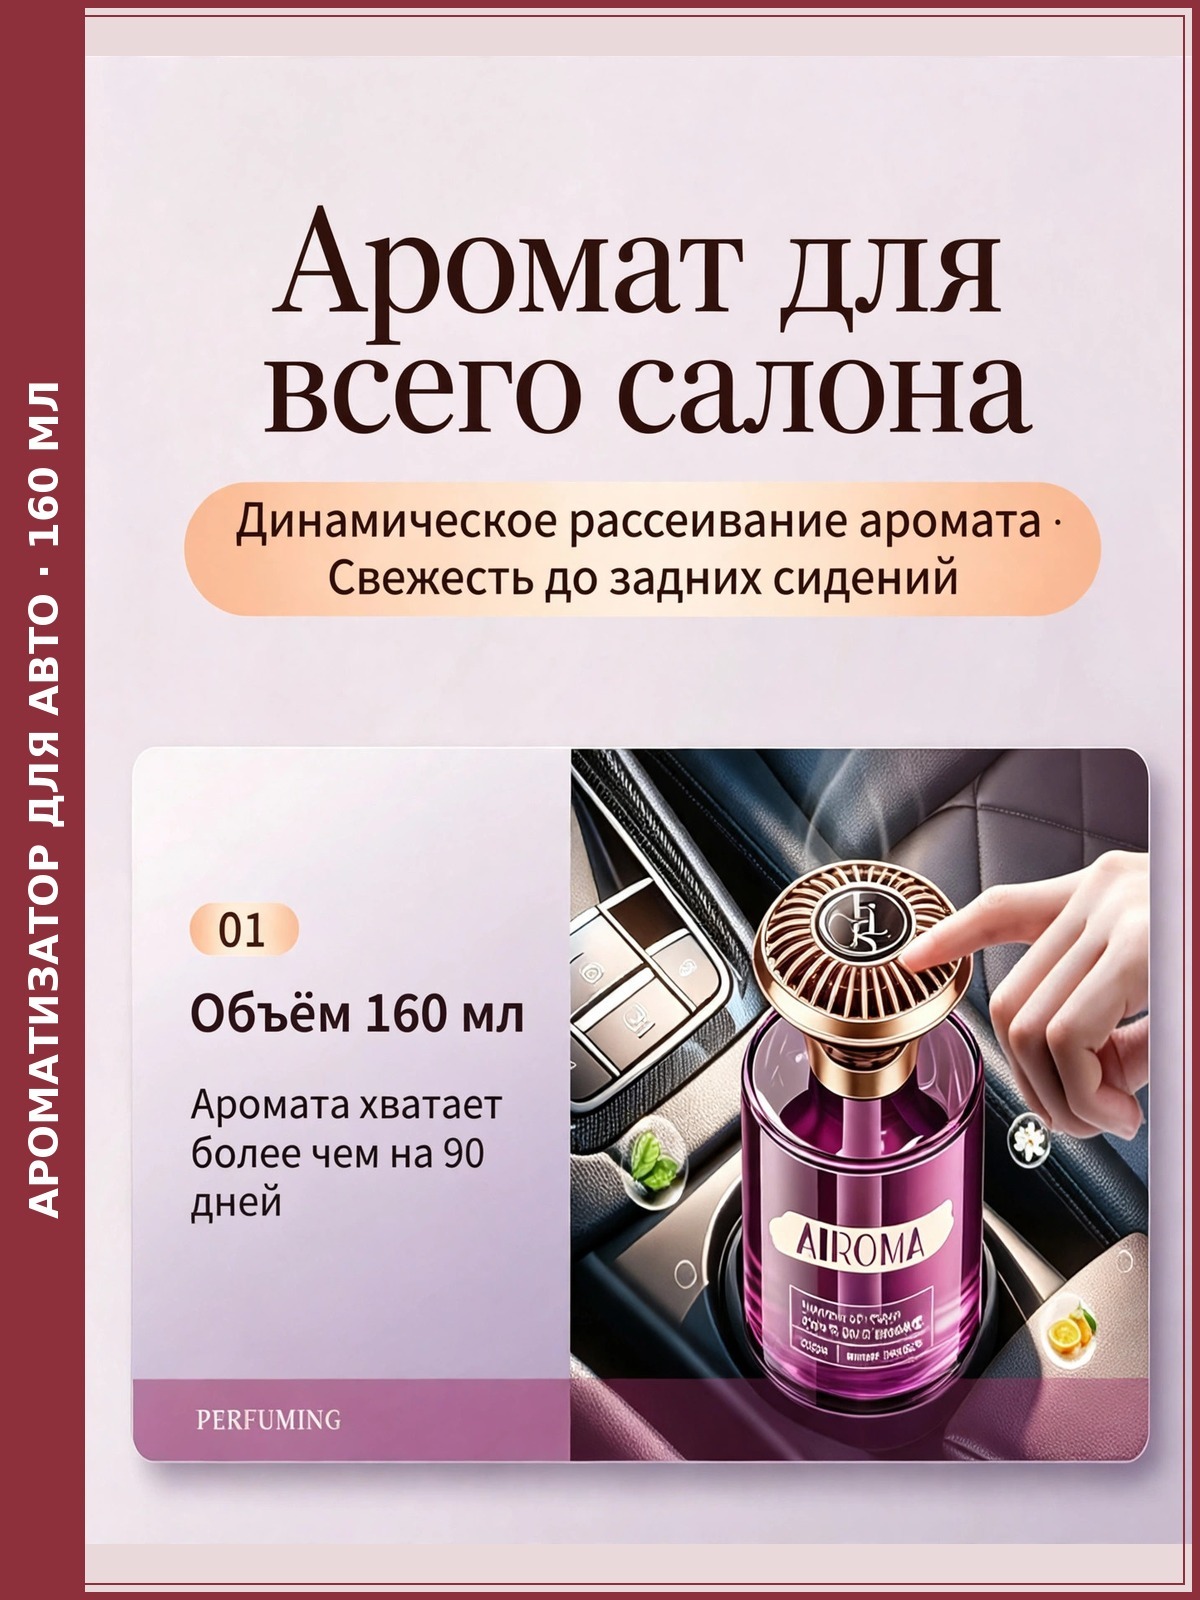 АРОМАТИЗАТОР ДЛЯ АВТО · 160 МЛ
Аромат для
всего салона
Динамическое рассеивание аромата ·
Свежесть до задних сидений
01
Объём 160 мл
Аромата хватает
более чем на 90
дней
PERFUMING
AIROMA